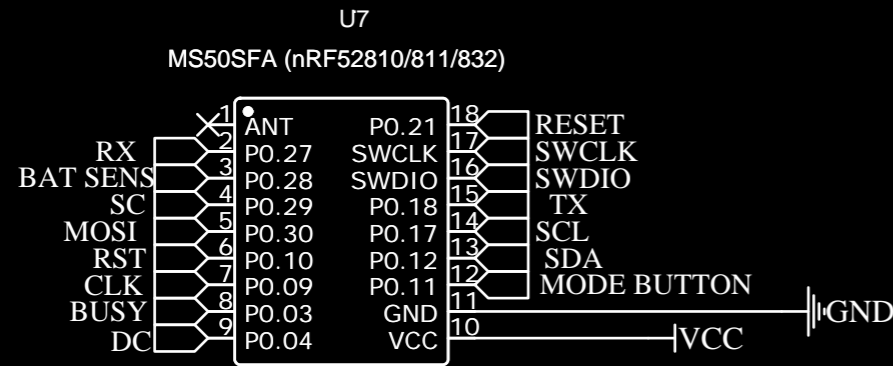 U7
MS50SFA (nRF52810/811/832)
1 ANT P0.21 18 RESET
RX 2 P0.27 SWCLK 17 SWCLK
BAT SENS 3 P0.28 SWDIO 16 SWDIO
SC 4 P0.29 P0.18 15 TX
MOSI 5 P0.30 P0.17 14 SCL
RST 6 P0.10 P0.12 13 SDA
CLK 7 P0.09 P0.11 12 MODE BUTTON
BUSY 8 P0.03 GND 11 GND
DC 9 P0.04 VCC 10 VCC